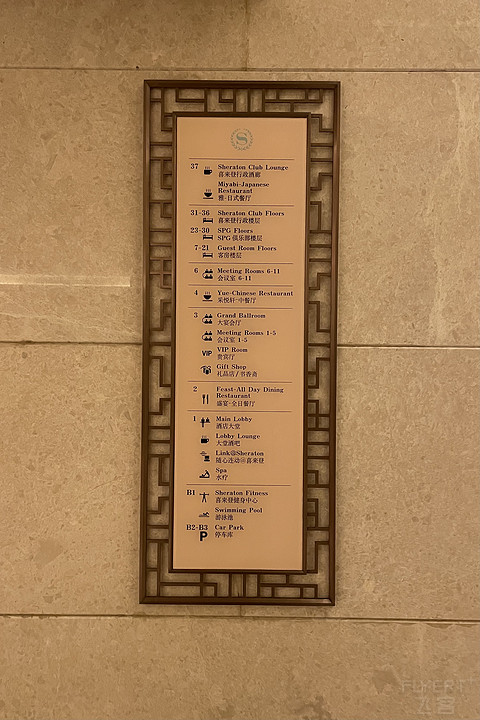 S
37 Sheraton Club Lounge
喜来登行政酒廊
Miyabi-Japanese
Restaurant
雅-日式餐厅
31-36 Sheraton Club Floors
喜来登行政楼层
23-30 SPG Floors
SPG 俱乐部楼层
7-21 Guest Room Floors
客房楼层
6 Meeting Rooms 6-11
会议室 6-11
4 Yue-Chinese Restaurant
采悦轩-中餐厅
3 Grand Ballroom
大宴会厅
Meeting Rooms 1-5
会议室 1-5
VIP VIP Room
贵宾厅
Gift Shop
礼品店/书香斋
2 Feast-All Day Dining
Restaurant
盛宴-全日餐厅
1 Main Lobby
酒店大堂
Lobby Lounge
大堂酒吧
Link@Sheraton
随心连动@喜来登
Spa
水疗
B1 Sheraton Fitness
喜来登健身中心
Swimming Pool
游泳池
B2-B3 Car Park
P 停车库
FLYERT
飞客